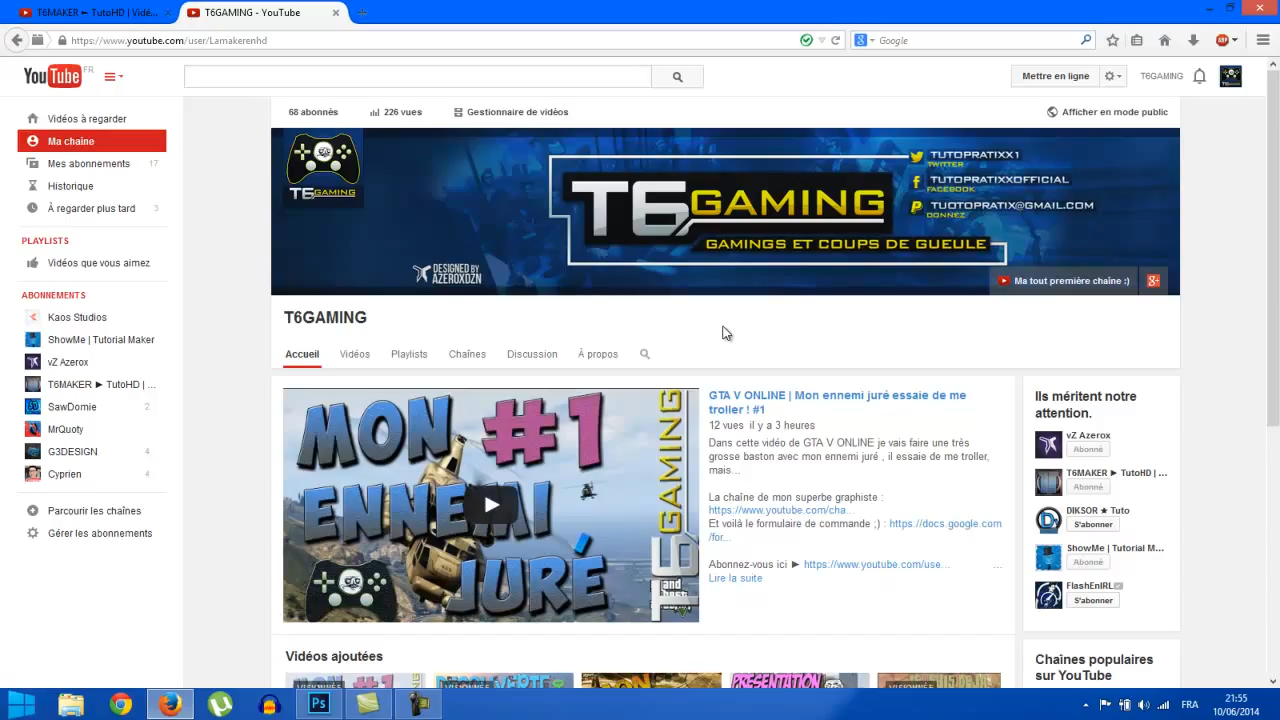 T6MAKER ► TutoHD | Vidé...
T6GAMING - YouTube
https://www.youtube.com/user/Lamakerenhd
Google
YouTube FR
Mettre en ligne
T6GAMING
Vidéos à regarder
Ma chaîne
Mes abonnements 17
Historique
À regarder plus tard 3
PLAYLISTS
Vidéos que vous aimez
ABONNEMENTS
Kaos Studios
ShowMe | Tutorial Maker
vZ Azerox
T6MAKER ► TutoHD | ...
SawDomie 2
MrQuoty
G3DESIGN 4
Cyprien 4
Parcourir les chaînes
Gérer les abonnements
68 abonnés
226 vues
Gestionnaire de vidéos
Afficher en mode public
T6GAMING
T6GAMING
GAMINGS ET COUPS DE GUEULE
TUTOPRATIXX1
TWITTER
TUTOPRATIXXOFFICIAL
FACEBOOK
TUOTOPRATIX@GMAIL.COM
DONNEZ
DESIGNED BY
AZEROXDZN
Ma tout première chaîne :)
T6GAMING
Accueil
Vidéos
Playlists
Chaînes
Discussion
À propos
MON #1
ENNEMI
JURÉ
T6GAMING
GTA V ONLINE | Mon ennemi juré essaie de me
troller ! #1
12 vues il y a 3 heures
Dans cette vidéo de GTA V ONLINE je vais faire une très
grosse baston avec mon ennemi juré , il essaie de me troller,
mais...
La chaîne de mon superbe graphiste :
https://www.youtube.com/cha...
Et voilà le formulaire de commande ;) : https://docs.google.com
/for...
Abonnez-vous ici ► https://www.youtube.com/use... ...
Lire la suite
Ils méritent notre
attention.
vZ Azerox
Abonné
T6MAKER ► TutoHD | ...
Abonné
DIKSOR ★ Tuto
S'abonner
ShowMe | Tutorial M...
Abonné
FlashEnIRL
S'abonner
Vidéos ajoutées
VISIONNÉE
MON
PRESENTATION
VISIONNÉE
Chaînes populaires
sur YouTube
Ps
FRA
21:55
10/06/2014